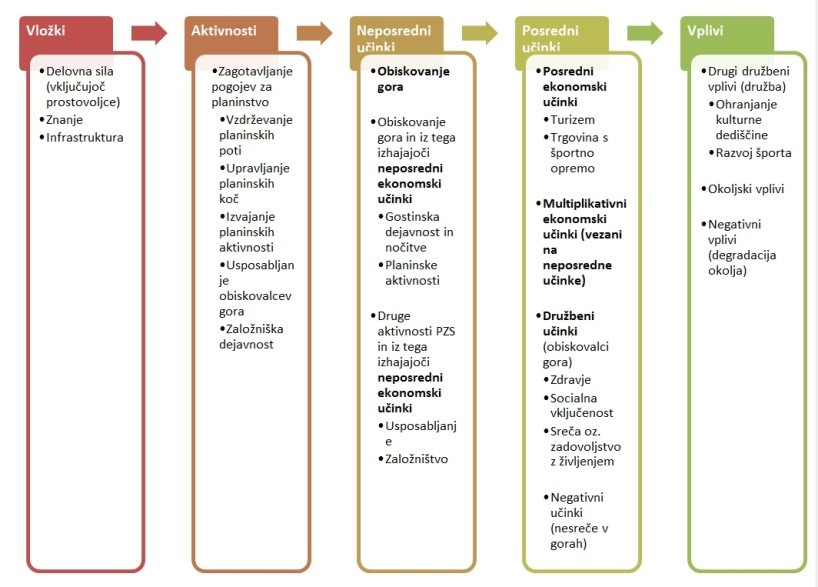 Vložki
• Delovna sila
(vključujoč
prostovoljce)
• Znanje
• Infrastruktura
Aktivnosti
• Zagotavljanje
pogojev za
planinstvo
• Vzdrževanje
planinskih
poti
• Upravljanje
planinskih
koč
• Izvajanje
planinskih
aktivnosti
• Usposabljan
je
obiskovalcev
gora
• Založniška
dejavnost
Neposredni
učinki
• Obiskovanje
gora
• Obiskovanje
gora in iz tega
izhajajoči
neposredni
ekonomski
učinki
• Gostinska
dejavnost in
nočitve
• Planinske
aktivnosti
• Druge
aktivnosti PZS
in iz tega
izhajajoči
neposredni
ekonomski
učinki
• Usposabljanj
e
• Založništvo
Posredni
učinki
• Posredni
ekonomski
učinki
• Turizem
• Trgovina s
športno
opremo
• Multiplikativni
ekonomski
učinki (vezani
na
neposredne
učinke)
• Družbeni
učinki
(obiskovalci
gora)
• Zdravje
• Socialna
vključenost
• Sreča oz.
zadovoljstvo
z življenjem
• Negativni
učinki
(nesreče v
gorah)
Vplivi
• Drugi družbeni
vplivi (družba)
• Ohranjanje
kulturne
dediščine
• Razvoj športa
• Okoljski vplivi
• Negativni
vplivi
(degradacija
okolja)